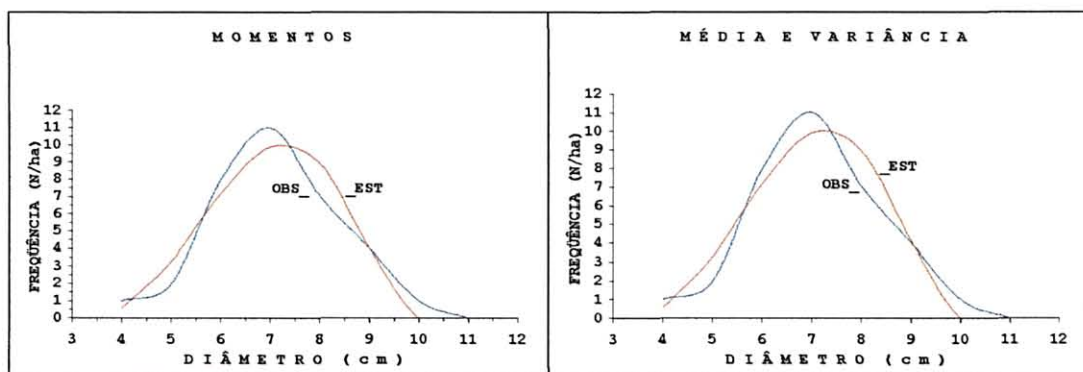 MOMENTOS
FREQÜÊNCIA (N/ha)
12
11
10
9
8
7
6
5
4
3
2
1
0
OBS_
_EST
3 4 5 6 7 8 9 10 11 12
DIÂMETRO (cm)
MÉDIA E VARIÂNCIA
FREQÜÊNCIA (N/ha)
12
11
10
9
8
7
6
5
4
3
2
1
0
_EST
OBS_
3 4 5 6 7 8 9 10 11 12
DIÂMETRO (cm)